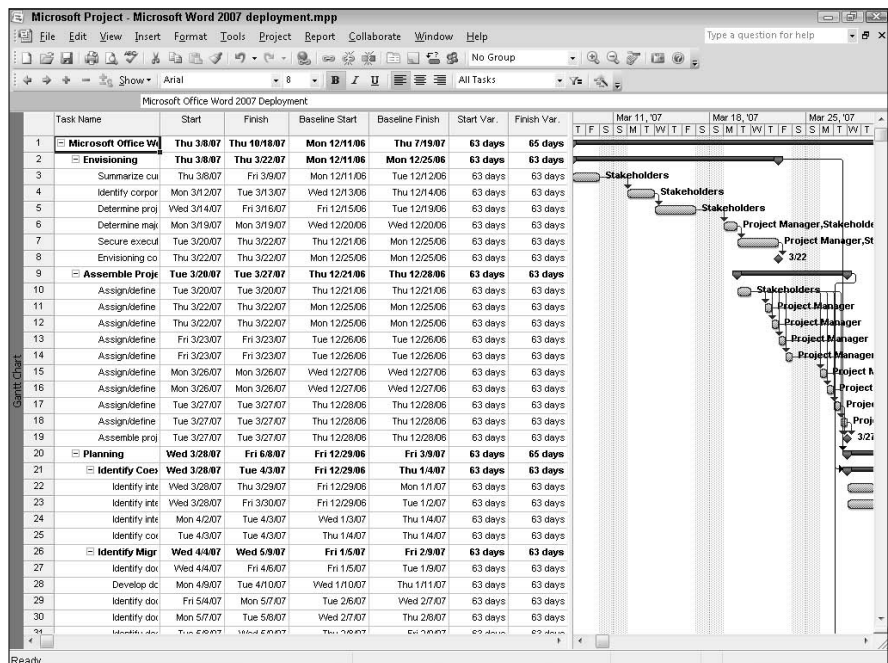 Microsoft Project - Microsoft Word 2007 deployment.mpp
File Edit View Insert Format Tools Project Report Collaborate Window Help
Type a question for help
No Group
Show Arial 8 B I U All Tasks
Microsoft Office Word 2007 Deployment
Task Name Start Finish Baseline Start Baseline Finish Start Var. Finish Var.
Mar 11, '07 Mar 18, '07 Mar 25, '07
T F S S M T W T F S S M T W T F S S M T W T
1 Microsoft Office We Thu 3/8/07 Thu 10/18/07 Mon 12/11/06 Thu 7/19/07 63 days 65 days
2 Envisioning Thu 3/8/07 Thu 3/22/07 Mon 12/11/06 Mon 12/25/06 63 days 63 days
3 Summarize cur Thu 3/8/07 Fri 3/9/07 Mon 12/11/06 Tue 12/12/06 63 days 63 days Stakeholders
4 Identify corpor Mon 3/12/07 Tue 3/13/07 Wed 12/13/06 Thu 12/14/06 63 days 63 days Stakeholders
5 Determine proj Wed 3/14/07 Fri 3/16/07 Fri 12/15/06 Tue 12/19/06 63 days 63 days Stakeholders
6 Determine majo Mon 3/19/07 Mon 3/19/07 Wed 12/20/06 Wed 12/20/06 63 days 63 days Project Manager,Stakeholde
7 Secure execut Tue 3/20/07 Thu 3/22/07 Thu 12/21/06 Mon 12/25/06 63 days 63 days Project Manager,St
8 Envisioning co Thu 3/22/07 Thu 3/22/07 Mon 12/25/06 Mon 12/25/06 63 days 63 days 3/22
9 Assemble Proje Tue 3/20/07 Tue 3/27/07 Thu 12/21/06 Thu 12/28/06 63 days 63 days
10 Assign/define Tue 3/20/07 Tue 3/20/07 Thu 12/21/06 Thu 12/21/06 63 days 63 days Stakeholders
11 Assign/define Thu 3/22/07 Thu 3/22/07 Mon 12/25/06 Mon 12/25/06 63 days 63 days Project Manager
12 Assign/define Thu 3/22/07 Thu 3/22/07 Mon 12/25/06 Mon 12/25/06 63 days 63 days Project Manager
13 Assign/define Fri 3/23/07 Fri 3/23/07 Tue 12/26/06 Tue 12/26/06 63 days 63 days Project Manager
14 Assign/define Fri 3/23/07 Fri 3/23/07 Tue 12/26/06 Tue 12/26/06 63 days 63 days Project Manager
15 Assign/define Mon 3/26/07 Mon 3/26/07 Wed 12/27/06 Wed 12/27/06 63 days 63 days Project M
16 Assign/define Mon 3/26/07 Mon 3/26/07 Wed 12/27/06 Wed 12/27/06 63 days 63 days Project
17 Assign/define Tue 3/27/07 Tue 3/27/07 Thu 12/28/06 Thu 12/28/06 63 days 63 days Projec
18 Assign/define Tue 3/27/07 Tue 3/27/07 Thu 12/28/06 Thu 12/28/06 63 days 63 days Proj
19 Assemble proj Tue 3/27/07 Tue 3/27/07 Thu 12/28/06 Thu 12/28/06 63 days 63 days 3/27
20 Planning Wed 3/28/07 Fri 6/8/07 Fri 12/29/06 Fri 3/9/07 63 days 65 days
21 Identify Coex Wed 3/28/07 Tue 4/3/07 Fri 12/29/06 Thu 1/4/07 63 days 63 days
22 Identify inte Wed 3/28/07 Thu 3/29/07 Fri 12/29/06 Mon 1/1/07 63 days 63 days
23 Identify inte Wed 3/28/07 Fri 3/30/07 Fri 12/29/06 Tue 1/2/07 63 days 63 days
24 Identify inte Mon 4/2/07 Tue 4/3/07 Wed 1/3/07 Thu 1/4/07 63 days 63 days
25 Identify coe Tue 4/3/07 Tue 4/3/07 Thu 1/4/07 Thu 1/4/07 63 days 63 days
26 Identify Migr Wed 4/4/07 Wed 5/9/07 Fri 1/5/07 Fri 2/9/07 63 days 63 days
27 Identify doc Wed 4/4/07 Fri 4/6/07 Fri 1/5/07 Tue 1/9/07 63 days 63 days
28 Develop dc Mon 4/9/07 Tue 4/10/07 Wed 1/10/07 Thu 1/11/07 63 days 63 days
29 Identify doc Fri 5/4/07 Mon 5/7/07 Tue 2/6/07 Wed 2/7/07 63 days 63 days
30 Identify doc Mon 5/7/07 Tue 5/8/07 Wed 2/7/07 Thu 2/8/07 63 days 63 days
Gantt Chart
Ready